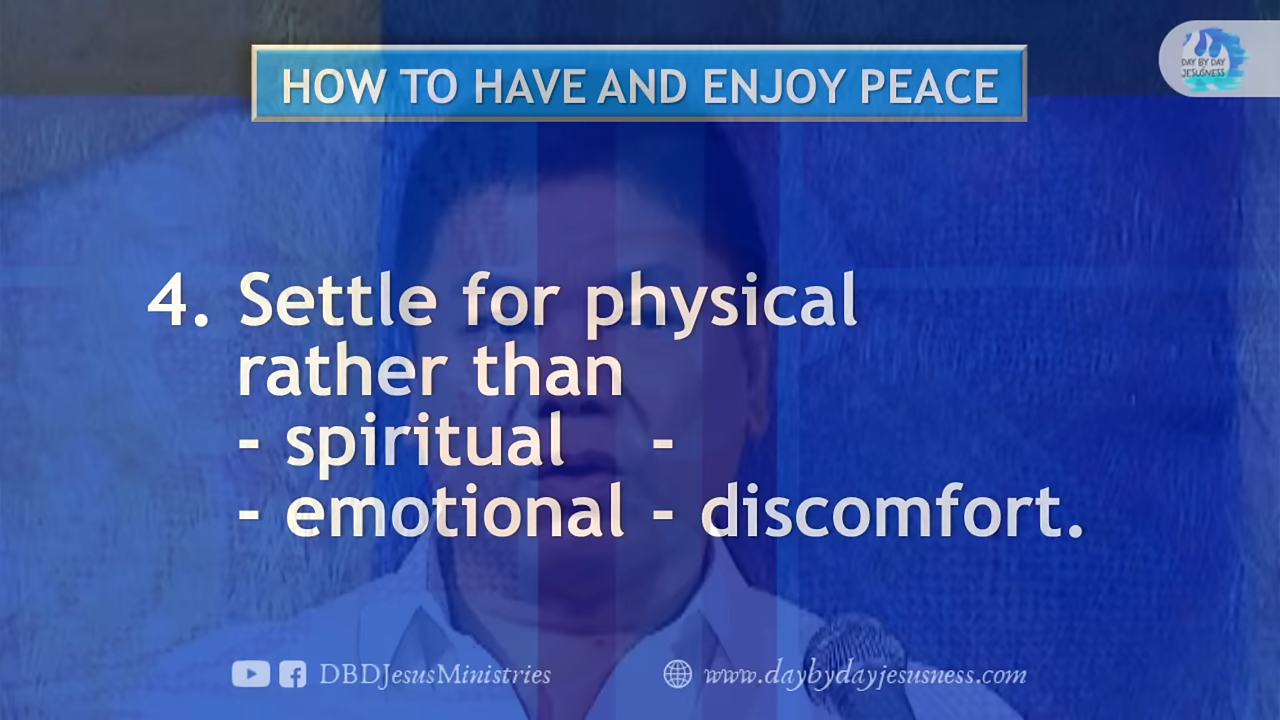 HOW TO HAVE AND ENJOY PEACE
DAY BY DAY
JESUSNESS
4. Settle for physical
rather than
- spiritual -
- emotional - discomfort.
DBDJesusMinistries
www.daybydayjesusness.com